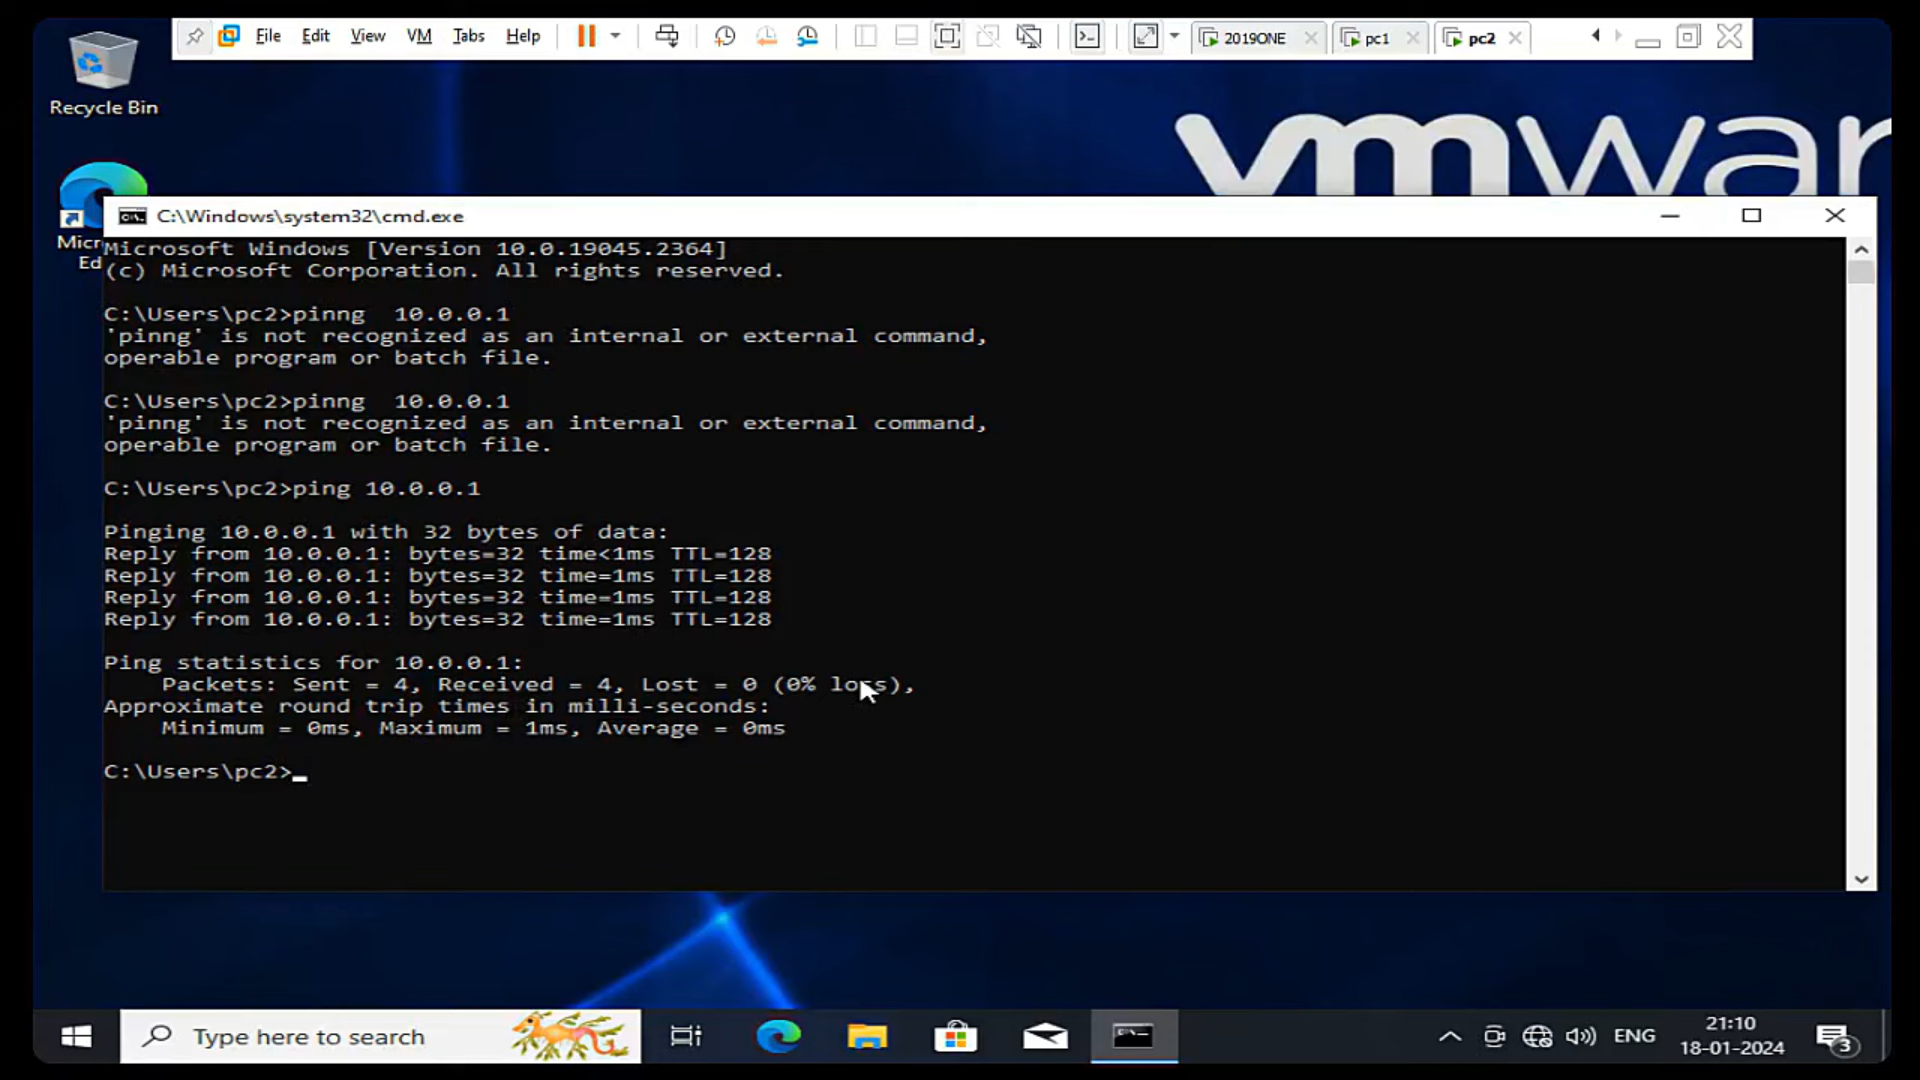 File Edit View VM Tabs Help 2019ONE pc1 pc2
Recycle Bin
C:\Windows\system32\cmd.exe
Microsoft Windows [Version 10.0.19045.2364]
(c) Microsoft Corporation. All rights reserved.
C:\Users\pc2>pinng  10.0.0.1
'pinng' is not recognized as an internal or external command,
operable program or batch file.
C:\Users\pc2>pinng  10.0.0.1
'pinng' is not recognized as an internal or external command,
operable program or batch file.
C:\Users\pc2>ping 10.0.0.1
Pinging 10.0.0.1 with 32 bytes of data:
Reply from 10.0.0.1: bytes=32 time<1ms TTL=128
Reply from 10.0.0.1: bytes=32 time=1ms TTL=128
Reply from 10.0.0.1: bytes=32 time=1ms TTL=128
Reply from 10.0.0.1: bytes=32 time=1ms TTL=128
Ping statistics for 10.0.0.1:
Packets: Sent = 4, Received = 4, Lost = 0 (0% loss),
Approximate round trip times in milli-seconds:
Minimum = 0ms, Maximum = 1ms, Average = 0ms
C:\Users\pc2>_
Type here to search
ENG
21:10
18-01-2024
3